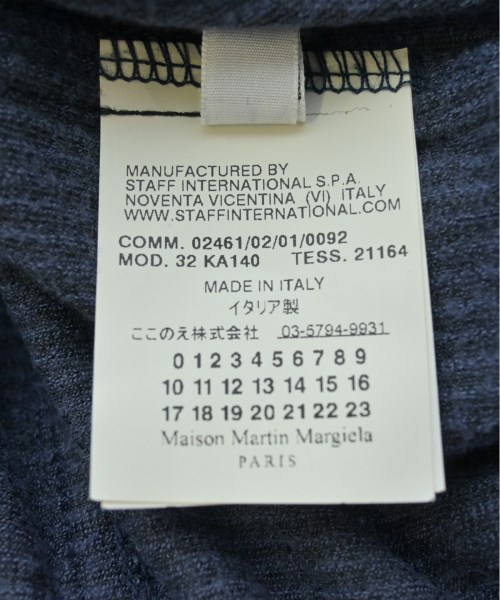 MANUFACTURED BY
STAFF INTERNATIONAL S.P.A.
NOVENTA VICENTINA (VI) ITALY
WWW.STAFFINTERNATIONAL.COM
COMM. 02461/02/01/0092
MOD. 32 KA140 TESS. 21164
MADE IN ITALY
イタリア製
ここのえ株式会社 03-5794-9931
0 1 2 3 4 5 6 7 8 9
10 11 12 13 14 15 16
17 18 19 20 21 22 23
Maison Martin Margiela
PARIS